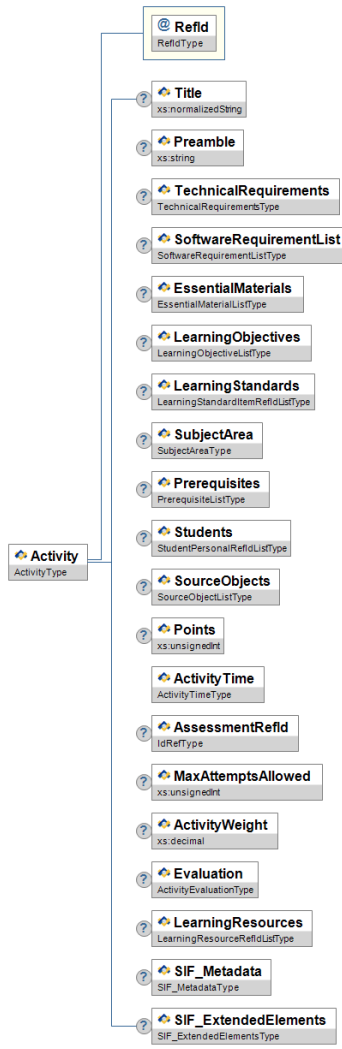 @ RefId
RefIdType
? Title
xs:normalizedString
? Preamble
xs:string
? TechnicalRequirements
TechnicalRequirementsType
? SoftwareRequirementList
SoftwareRequirementListType
? EssentialMaterials
EssentialMaterialListType
? LearningObjectives
LearningObjectiveListType
? LearningStandards
LearningStandardItemRefIdListType
? SubjectArea
SubjectAreaType
? Prerequisites
PrerequisiteListType
Activity
ActivityType
? Students
StudentPersonalRefIdListType
? SourceObjects
SourceObjectListType
? Points
xs:unsignedInt
ActivityTime
ActivityTimeType
? AssessmentRefId
IdRefType
? MaxAttemptsAllowed
xs:unsignedInt
? ActivityWeight
xs:decimal
? Evaluation
ActivityEvaluationType
? LearningResources
LearningResourceRefIdListType
? SIF_Metadata
SIF_MetadataType
? SIF_ExtendedElements
SIF_ExtendedElementsType